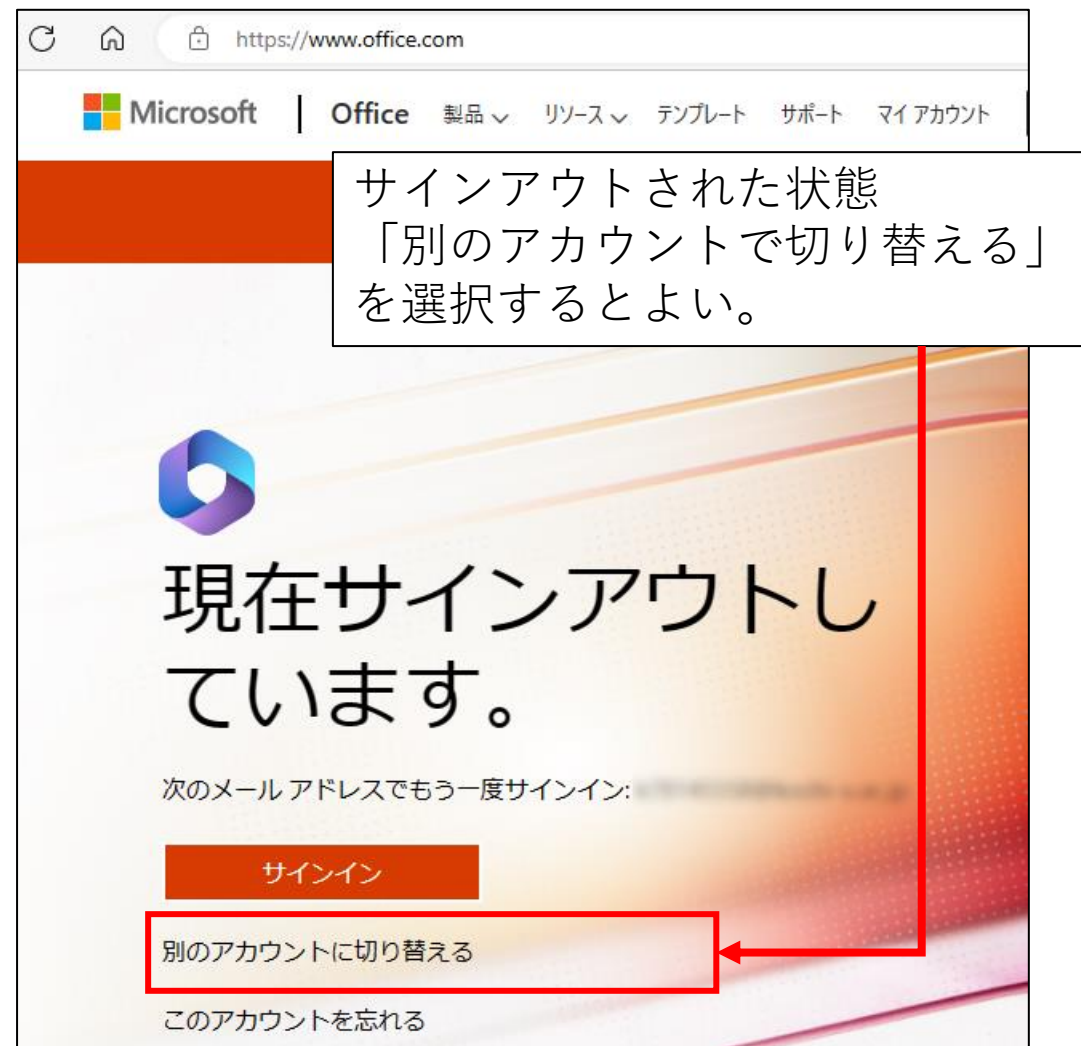 https://www.office.com
Microsoft | Office 製品 リソース テンプレート サポート マイ アカウント
サインアウトされた状態
「別のアカウントで切り替える」
を選択するとよい。
現在サインアウトし
ています。
次のメール アドレスでもう一度サインイン:
サインイン
別のアカウントに切り替える
このアカウントを忘れる